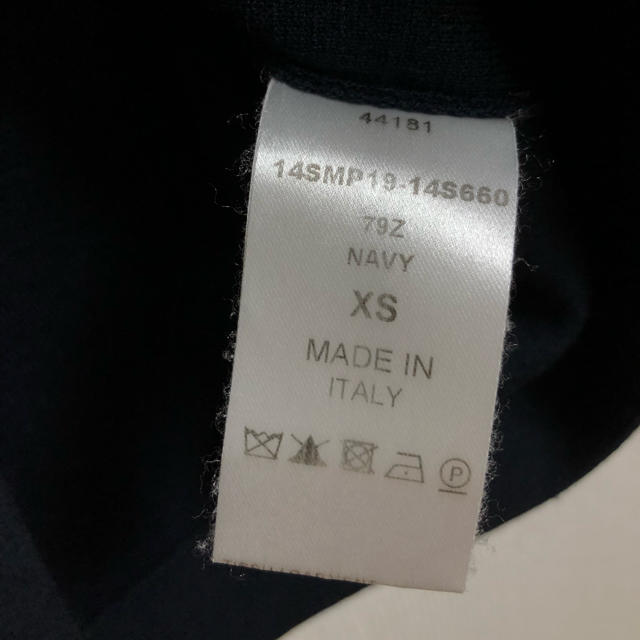 44181
14SMP19-14S660
79Z
NAVY
XS
MADE IN
ITALY
P